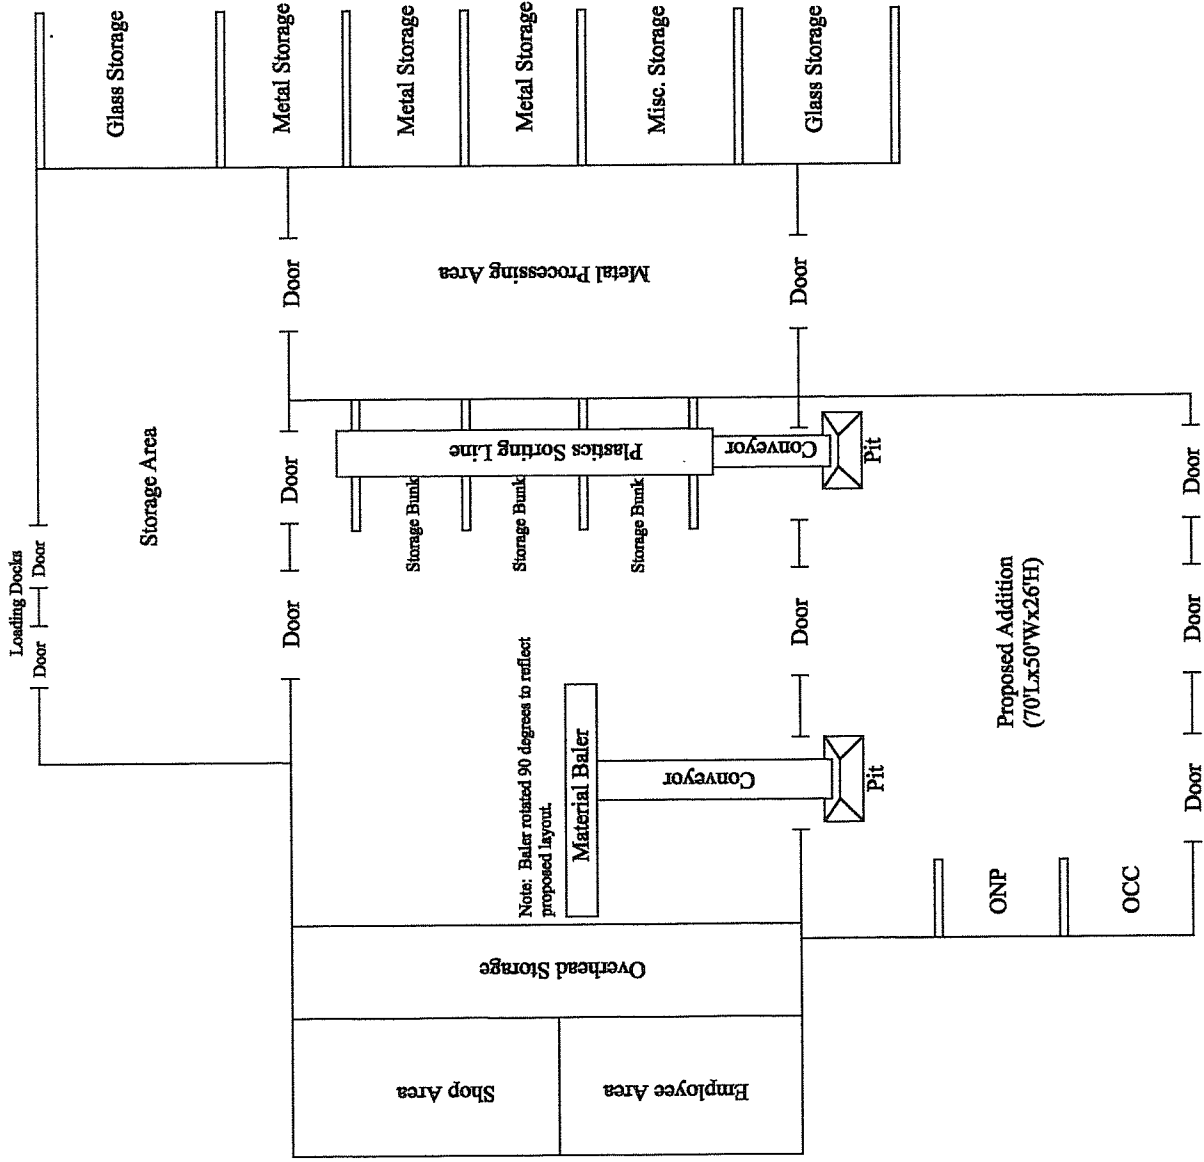 Glass Storage
Metal Storage
Metal Storage
Metal Storage
Misc. Storage
Glass Storage
Loading Docks
Door
Door
Storage Area
Door
Door
Door
Metal Processing Area
Door
Plastics Sorting Line
Conveyor
Pit
Storage Bunk
Storage Bunk
Storage Bunk
Note: Baler rotated 90 degrees to reflect
proposed layout.
Material Baler
Conveyor
Pit
Door
Proposed Addition
(70'Lx50'Wx26'H)
Door
Door
Door
ONP
OCC
Overhead Storage
Shop Area
Employee Area